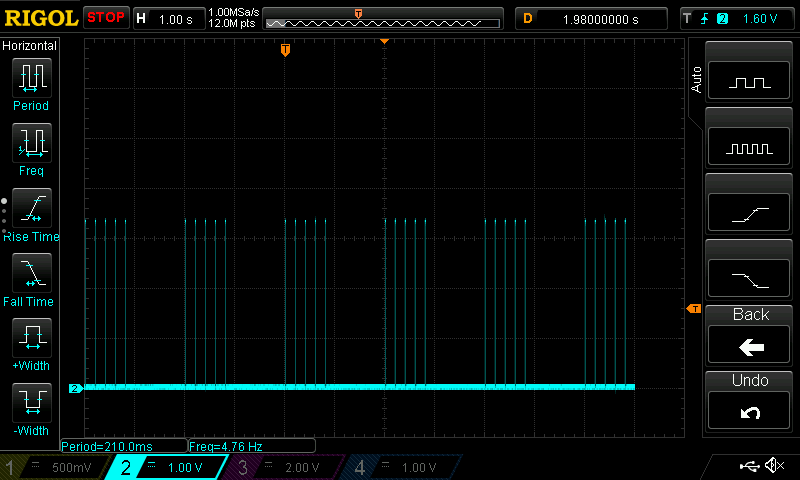 RIGOL STOP H 1.00 s 1.00MSa/s 12.0M pts T D 1.98000000 s T 2 1.60 V
Horizontal
Period
Freq
Rise Time
Fall Time
+Width
-Width
T
T
2
Period=210.0ms Freq=4.76 Hz
1 500mV 2 1.00 V 3 2.00 V 4 1.00 V
Auto
Back
Undo